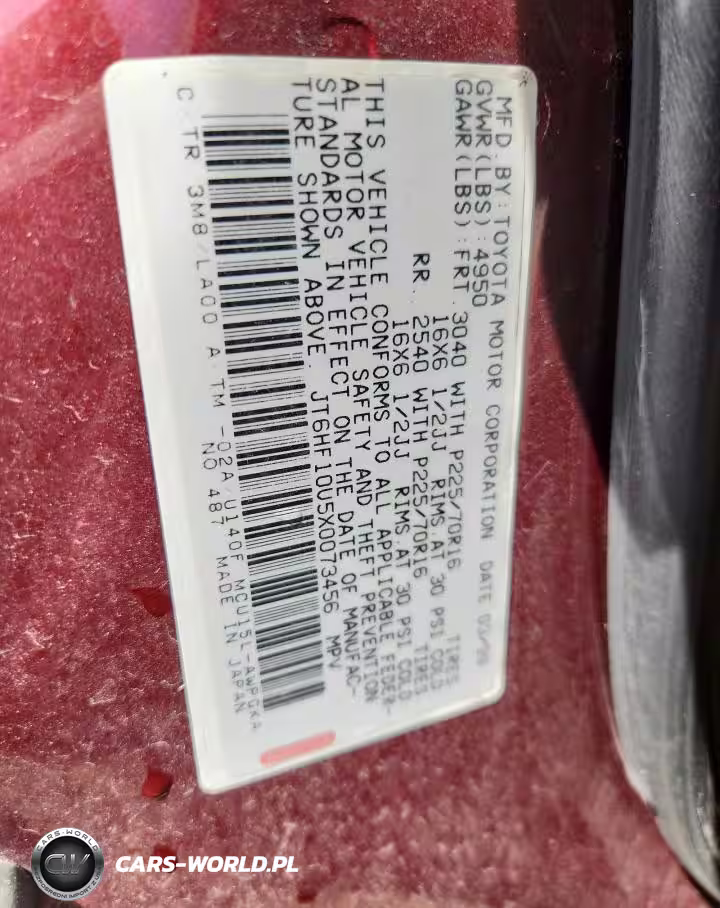 MFD. BY: TOYOTA MOTOR CORPORATION DATE
GVWR(LBS): 4950
GAWR(LBS): FRT. 3040 WITH P225/70R16 TIRES
16X6 1/2JJ RIMS AT 30 PSI COLD
RR. 2540 WITH P225/70R16 TIRES
16X6 1/2JJ RIMS AT 30 PSI COLD
THIS VEHICLE CONFORMS TO ALL APPLICABLE FEDER-
AL MOTOR VEHICLE SAFETY AND THEFT PREVENTION
STANDARDS IN EFFECT ON THE DATE OF MANUFAC-
TURE SHOWN ABOVE. JT6HF10U5X0073456 MPV
C/TR 3M8/LA00 A/TM -02A/U140F MCU15L-AWPGKA
NO 487 MADE IN JAPAN
CARS-WORLD
CW
CARS-WORLD.PL